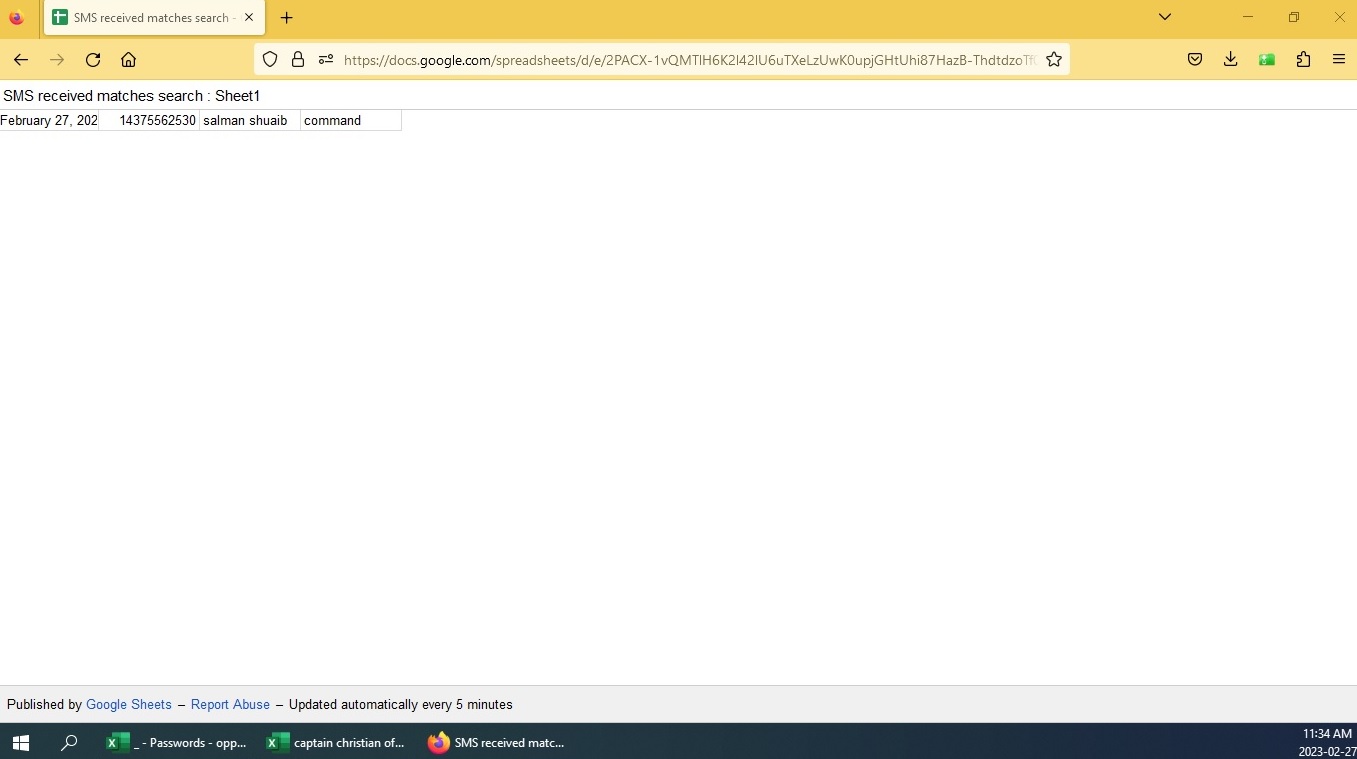 SMS received matches search -
https://docs.google.com/spreadsheets/d/e/2PACX-1vQMTlH6K2l42lU6uTXeLzUwK0upjGHtUhi87HazB-ThdtdzoTf
SMS received matches search : Sheet1
February 27, 202 14375562530 salman shuaib command
Published by Google Sheets – Report Abuse – Updated automatically every 5 minutes
_ - Passwords - opp... captain christian of... SMS received matc... 11:34 AM
2023-02-27